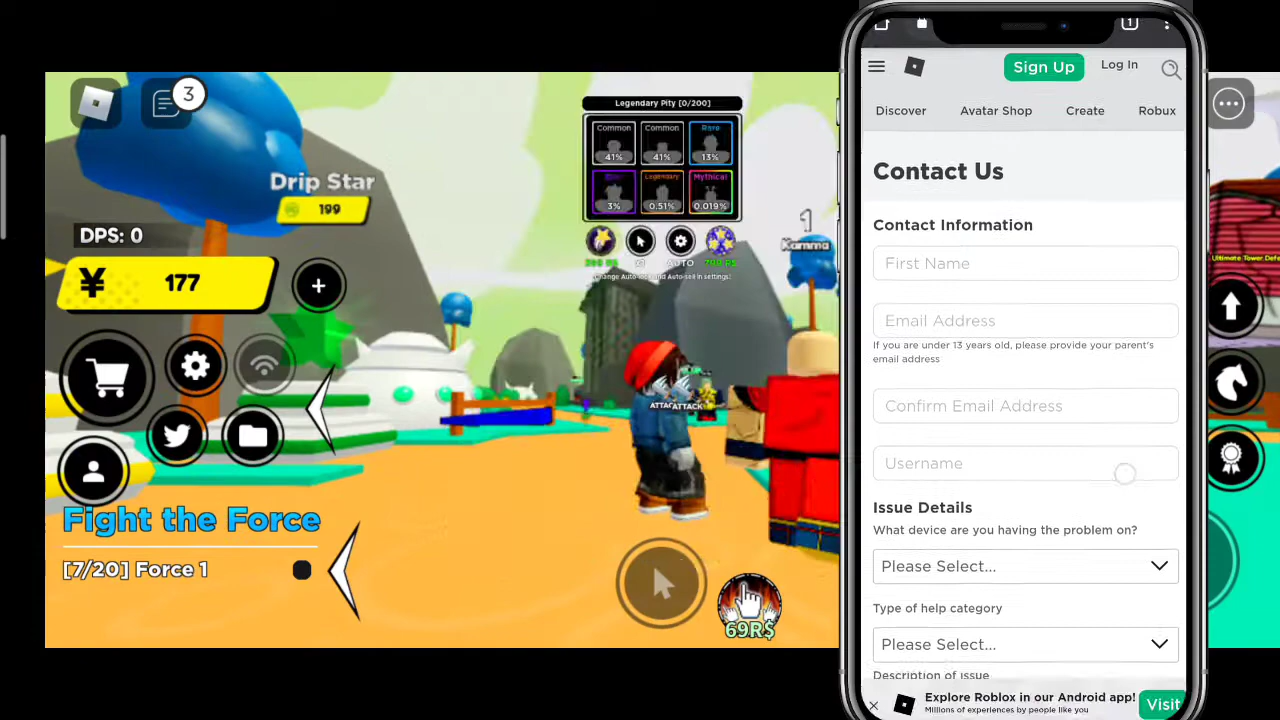 3
Drip Star
199
DPS: 0
¥ 177
+
Fight the Force
[7/20] Force 1
Legendary Pity [0/200]
Common
41%
Common
41%
Rare
13%
3%
Legendary
0.51%
Mythical
0.019%
AUTO
1
Kamma
ATTACK
69R$
1
Sign Up
Log In
Discover
Avatar Shop
Create
Robux
Contact Us
Contact Information
First Name
Email Address
If you are under 13 years old, please provide your parent's
email address
Confirm Email Address
Username
Issue Details
What device are you having the problem on?
Please Select...
Type of help category
Please Select...
Description of issue
Explore Roblox in our Android app!
Millions of experiences by people like you
Visit